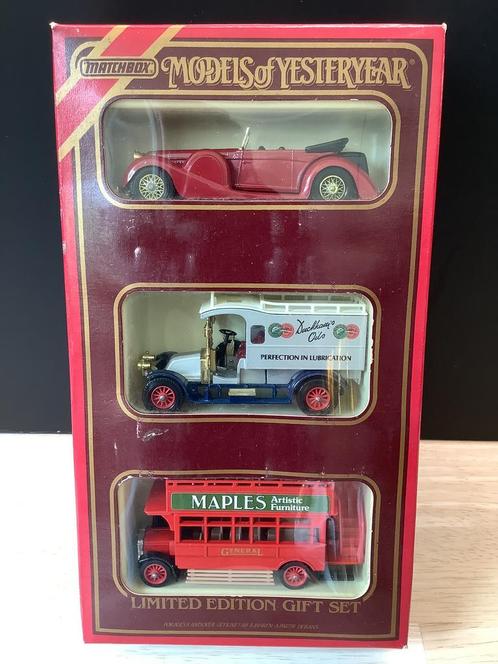 MATCHBOX
MODELS of YESTERYEAR®
Duckham's
Oils
PERFECTION IN LUBRICATION
MAPLES Artistic
Furniture
GENERAL
LIMITED EDITION GIFT SET